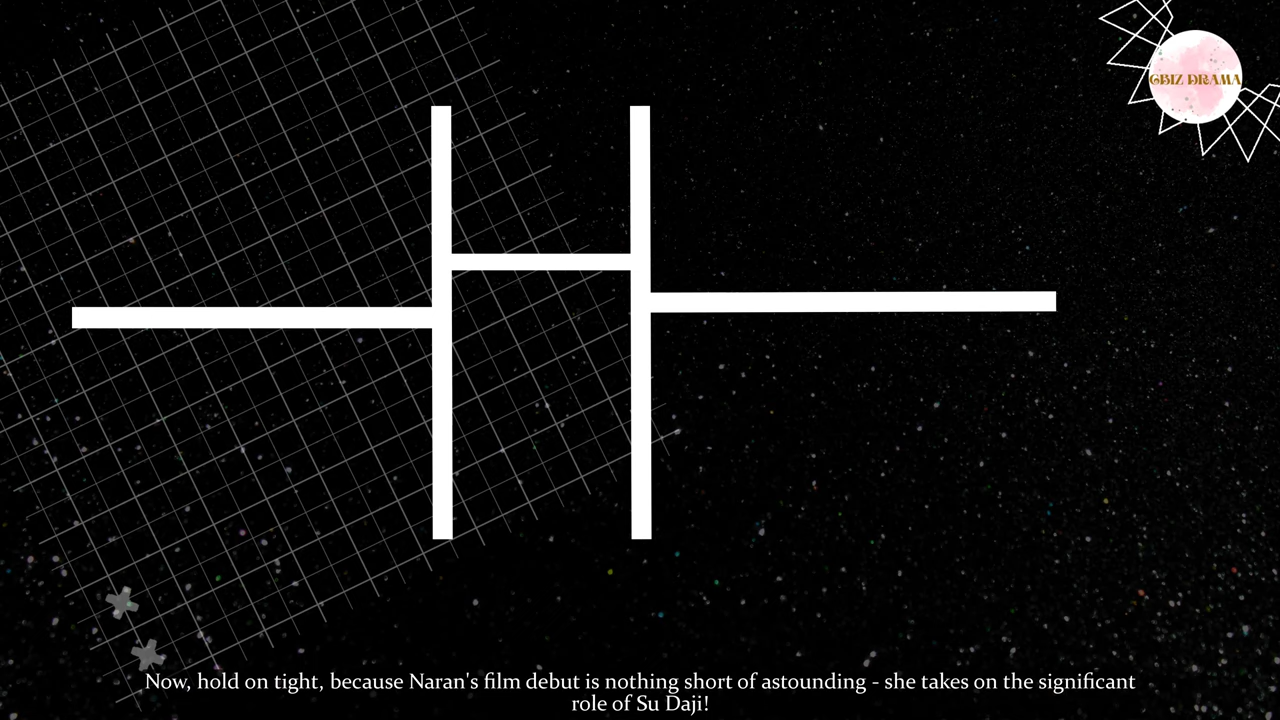 GBIZ DRAMA
Now, hold on tight, because Naran's film debut is nothing short of astounding - she takes on the significant
role of Su Daji!